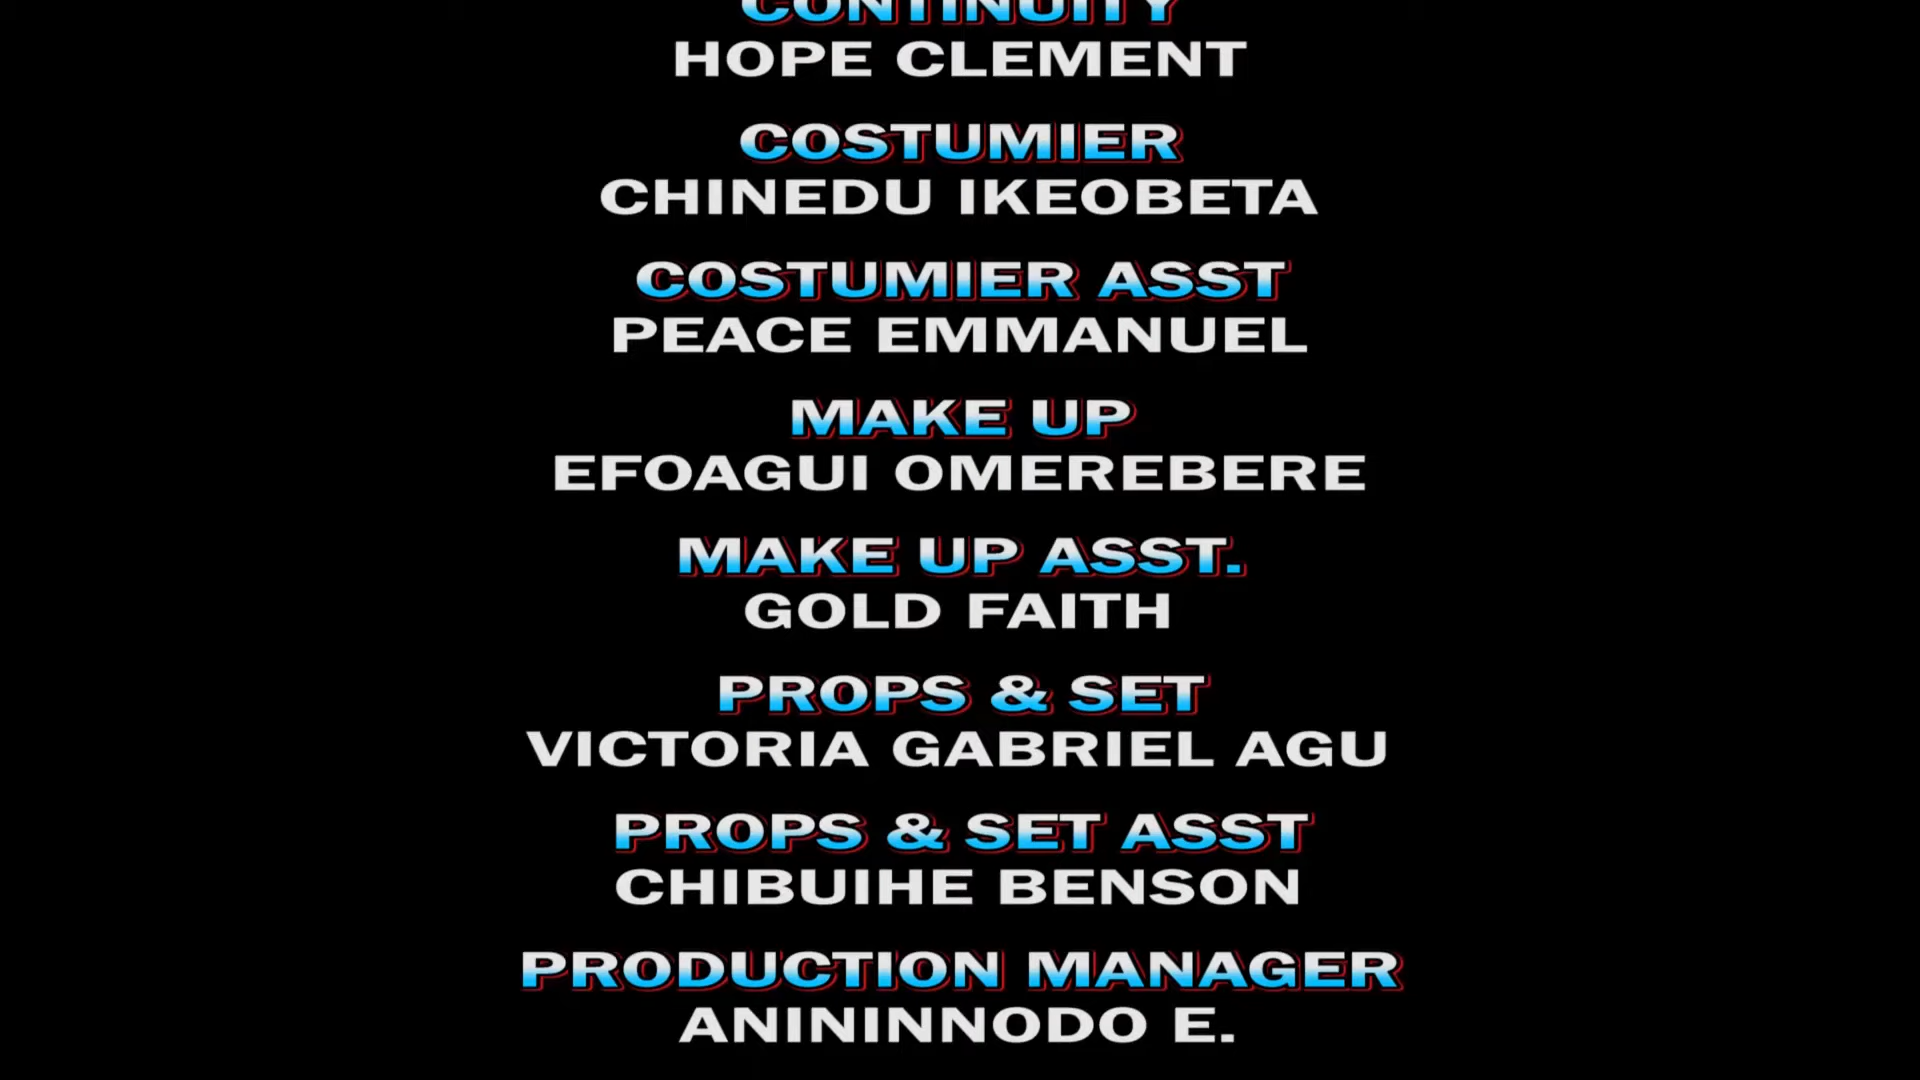 CONTINUITY
HOPE CLEMENT
COSTUMIER
CHINEDU IKEOBETA
COSTUMIER ASST
PEACE EMMANUEL
MAKE UP
EFOAGUI OMEREBERE
MAKE UP ASST.
GOLD FAITH
PROPS & SET
VICTORIA GABRIEL AGU
PROPS & SET ASST
CHIBUIHE BENSON
PRODUCTION MANAGER
ANININNODO E.